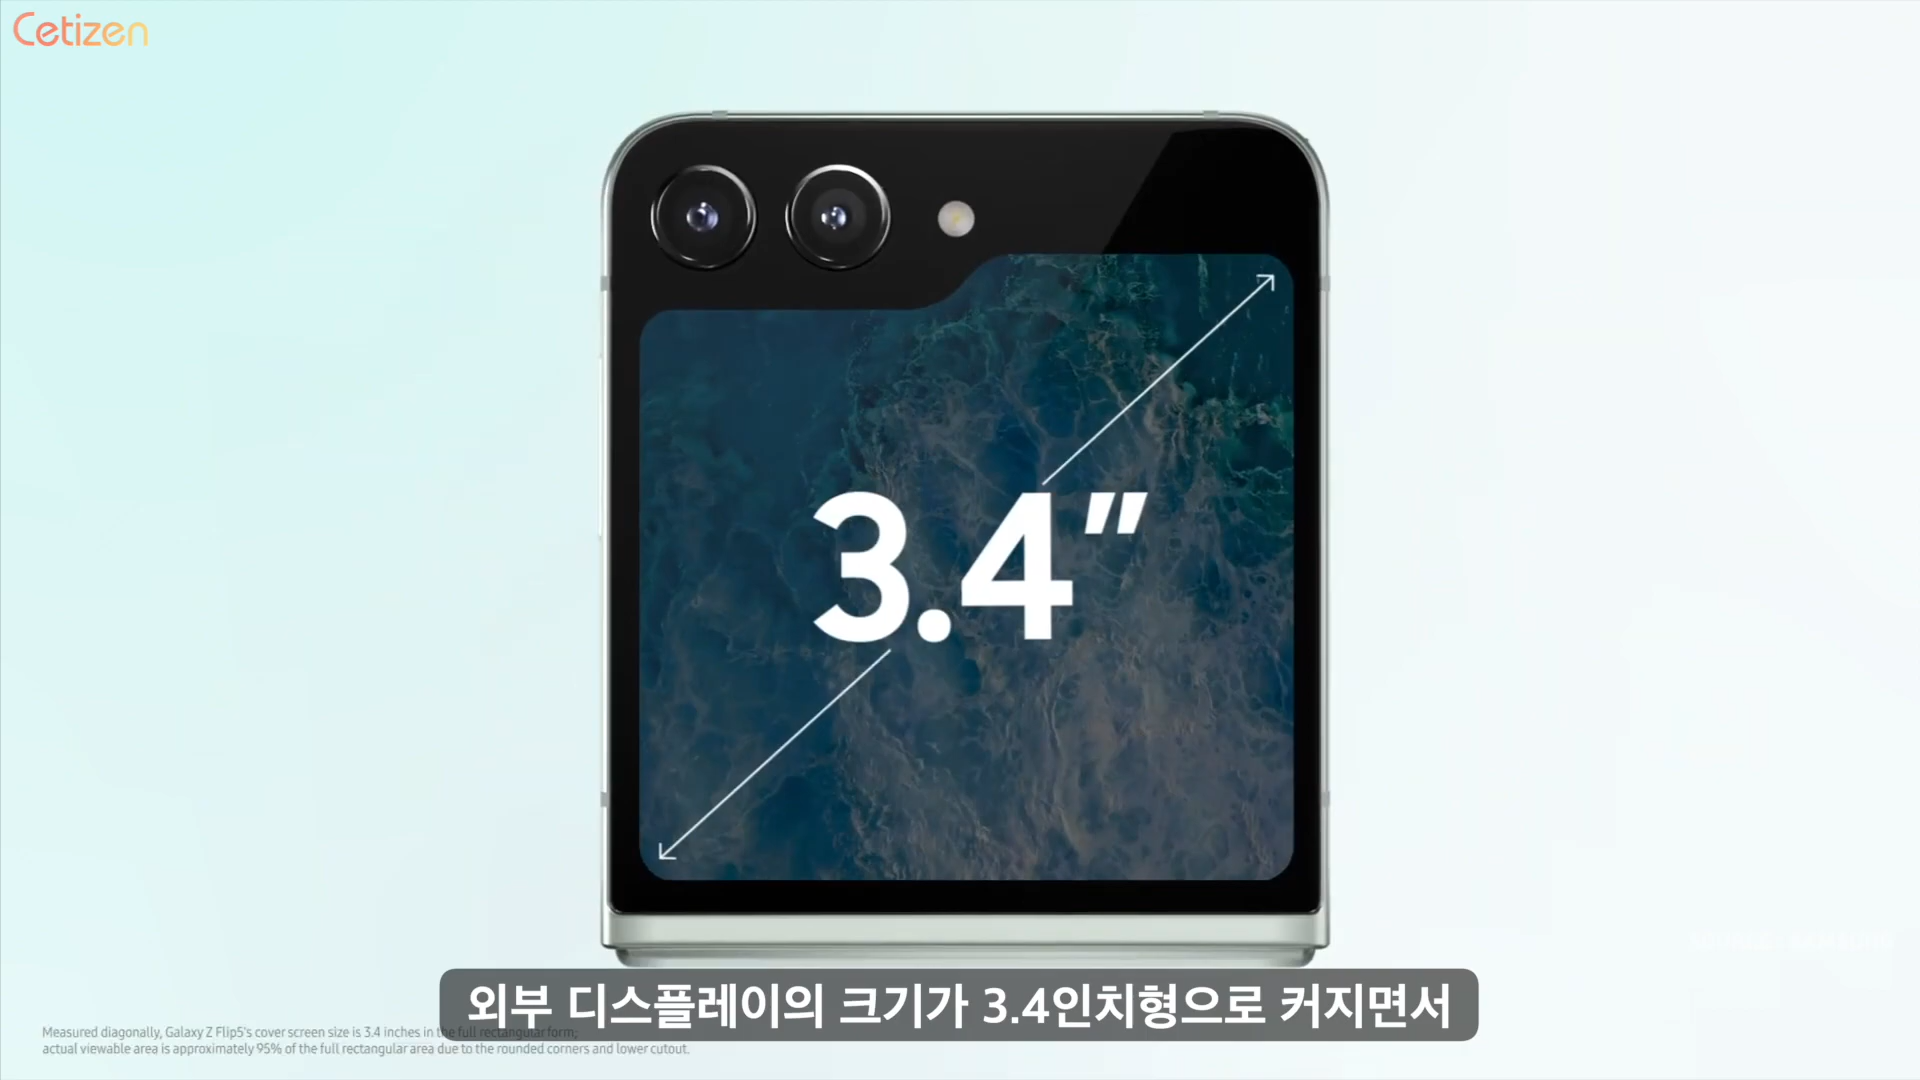 Cetizen
3.4"
외부 디스플레이의 크기가 3.4인치형으로 커지면서
Measured diagonally, Galaxy Z Flip5's cover screen size is 3.4 inches in the full rectangular form;
actual viewable area is approximately 95% of the full rectangular area due to the rounded corners and lower cutout.